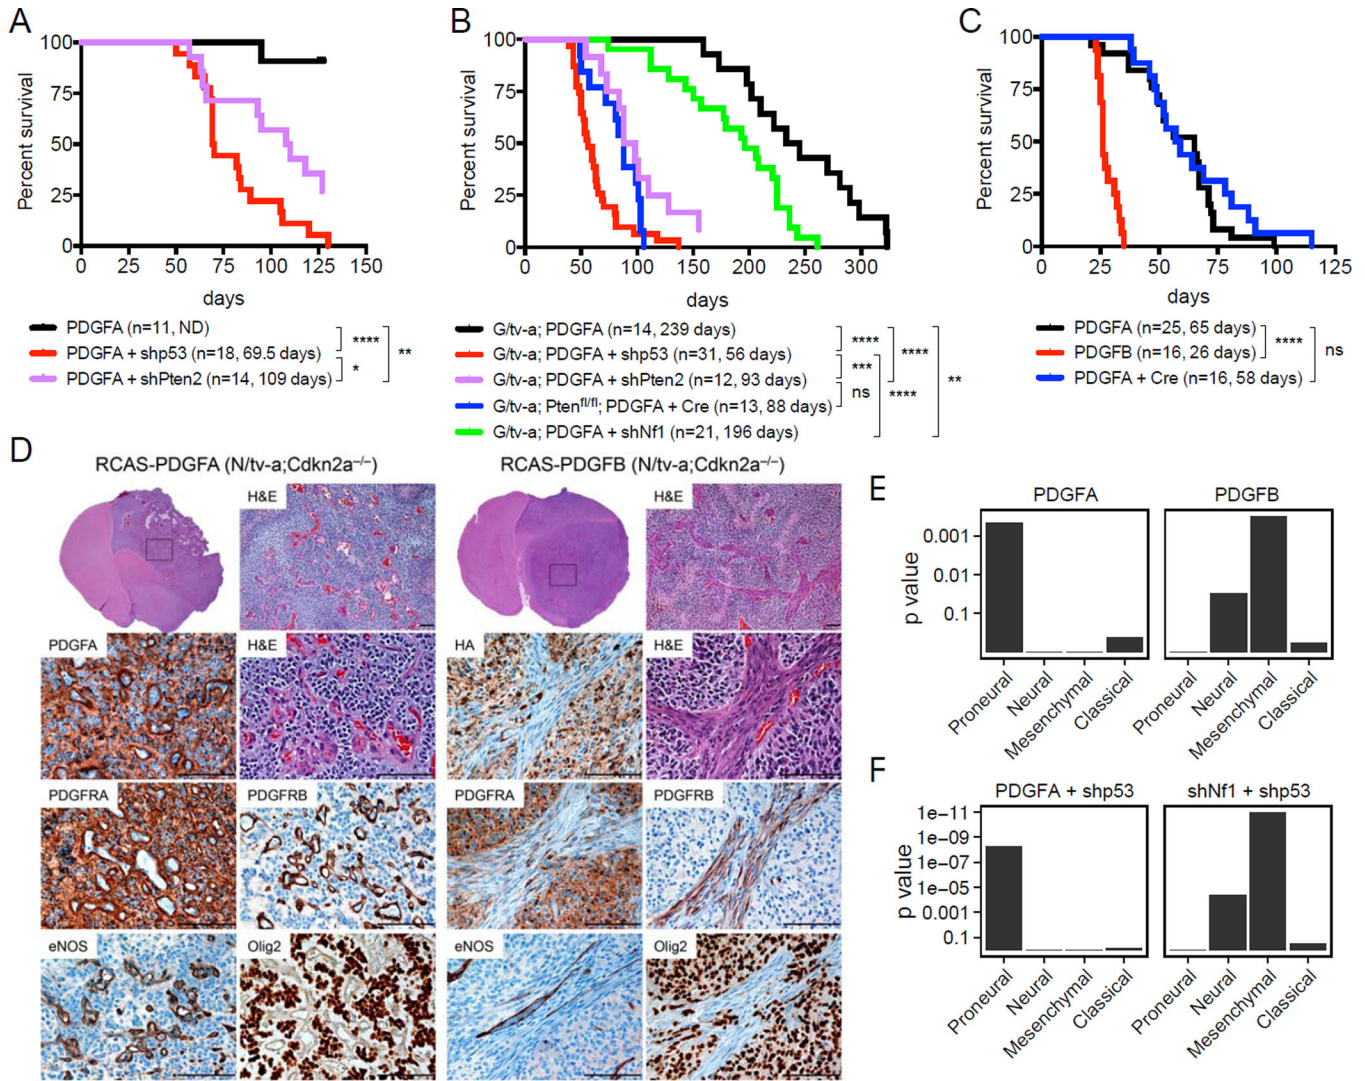 A
100
75
50
25
0
Percent survival
0 25 50 75 100 125 150
days
PDGFA (n=11, ND)
PDGFA + shp53 (n=18, 69.5 days)
PDGFA + shPten2 (n=14, 109 days)
****
*
**
B
100
75
50
25
0
Percent survival
0 50 100 150 200 250 300
days
G/tv-a; PDGFA (n=14, 239 days)
G/tv-a; PDGFA + shp53 (n=31, 56 days)
G/tv-a; PDGFA + shPten2 (n=12, 93 days)
G/tv-a; Ptenfl/fl; PDGFA + Cre (n=13, 88 days)
G/tv-a; PDGFA + shNf1 (n=21, 196 days)
****
***
ns
****
****
**
C
100
75
50
25
0
Percent survival
0 25 50 75 100 125
days
PDGFA (n=25, 65 days)
PDGFB (n=16, 26 days)
PDGFA + Cre (n=16, 58 days)
****
ns
D
RCAS-PDGFA (N/tv-a;Cdkn2a–/–)
RCAS-PDGFB (N/tv-a;Cdkn2a–/–)
H&E
H&E
PDGFA
H&E
HA
H&E
PDGFRA
PDGFRB
PDGFRA
PDGFRB
eNOS
Olig2
eNOS
Olig2
E
PDGFA
PDGFB
p value
0.001
0.01
0.1
Proneural
Neural
Mesenchymal
Classical
Proneural
Neural
Mesenchymal
Classical
F
PDGFA + shp53
shNf1 + shp53
p value
1e−11
1e−09
1e−07
1e−05
0.001
0.1
Proneural
Neural
Mesenchymal
Classical
Proneural
Neural
Mesenchymal
Classical